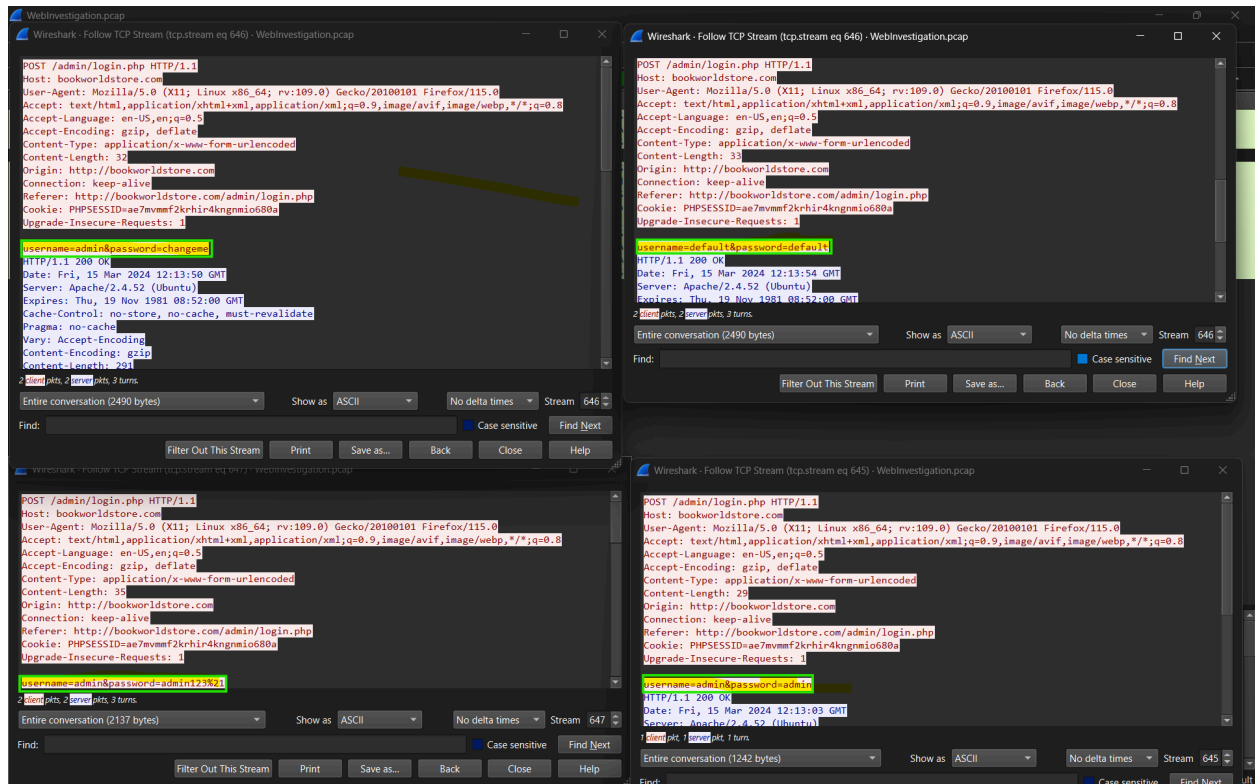 WebInvestigation.pcap
Wireshark · Follow TCP Stream (tcp.stream eq 646) · WebInvestigation.pcap
POST /admin/login.php HTTP/1.1
Host: bookworldstore.com
User-Agent: Mozilla/5.0 (X11; Linux x86_64; rv:109.0) Gecko/20100101 Firefox/115.0
Accept: text/html,application/xhtml+xml,application/xml;q=0.9,image/avif,image/webp,*/*;q=0.8
Accept-Language: en-US,en;q=0.5
Accept-Encoding: gzip, deflate
Content-Type: application/x-www-form-urlencoded
Content-Length: 32
Origin: http://bookworldstore.com
Connection: keep-alive
Referer: http://bookworldstore.com/admin/login.php
Cookie: PHPSESSID=ae7mvmmf2krhir4kngnmio680a
Upgrade-Insecure-Requests: 1
username=admin&password=changeme
HTTP/1.1 200 OK
Date: Fri, 15 Mar 2024 12:13:50 GMT
Server: Apache/2.4.52 (Ubuntu)
Expires: Thu, 19 Nov 1981 08:52:00 GMT
Cache-Control: no-store, no-cache, must-revalidate
Pragma: no-cache
Vary: Accept-Encoding
Content-Encoding: gzip
Content-Length: 291
2 client pkts, 2 server pkts, 3 turns.
Entire conversation (2490 bytes) Show as ASCII No delta times Stream 646
Find: Case sensitive Find Next
Filter Out This Stream Print Save as... Back Close Help
Wireshark · Follow TCP Stream (tcp.stream eq 646) · WebInvestigation.pcap
POST /admin/login.php HTTP/1.1
Host: bookworldstore.com
User-Agent: Mozilla/5.0 (X11; Linux x86_64; rv:109.0) Gecko/20100101 Firefox/115.0
Accept: text/html,application/xhtml+xml,application/xml;q=0.9,image/avif,image/webp,*/*;q=0.8
Accept-Language: en-US,en;q=0.5
Accept-Encoding: gzip, deflate
Content-Type: application/x-www-form-urlencoded
Content-Length: 33
Origin: http://bookworldstore.com
Connection: keep-alive
Referer: http://bookworldstore.com/admin/login.php
Cookie: PHPSESSID=ae7mvmmf2krhir4kngnmio680a
Upgrade-Insecure-Requests: 1
username=default&password=default
HTTP/1.1 200 OK
Date: Fri, 15 Mar 2024 12:13:54 GMT
Server: Apache/2.4.52 (Ubuntu)
Expires: Thu, 19 Nov 1981 08:52:00 GMT
2 client pkts, 2 server pkts, 3 turns.
Entire conversation (2490 bytes) Show as ASCII No delta times Stream 646
Find: Case sensitive Find Next
Filter Out This Stream Print Save as... Back Close Help
Wireshark · Follow TCP Stream (tcp.stream eq 647) · WebInvestigation.pcap
POST /admin/login.php HTTP/1.1
Host: bookworldstore.com
User-Agent: Mozilla/5.0 (X11; Linux x86_64; rv:109.0) Gecko/20100101 Firefox/115.0
Accept: text/html,application/xhtml+xml,application/xml;q=0.9,image/avif,image/webp,*/*;q=0.8
Accept-Language: en-US,en;q=0.5
Accept-Encoding: gzip, deflate
Content-Type: application/x-www-form-urlencoded
Content-Length: 35
Origin: http://bookworldstore.com
Connection: keep-alive
Referer: http://bookworldstore.com/admin/login.php
Cookie: PHPSESSID=ae7mvmmf2krhir4kngnmio680a
Upgrade-Insecure-Requests: 1
username=admin&password=admin123%21
2 client pkts, 2 server pkts, 3 turns.
Entire conversation (2137 bytes) Show as ASCII No delta times Stream 647
Find: Case sensitive Find Next
Filter Out This Stream Print Save as... Back Close Help
Wireshark · Follow TCP Stream (tcp.stream eq 645) · WebInvestigation.pcap
POST /admin/login.php HTTP/1.1
Host: bookworldstore.com
User-Agent: Mozilla/5.0 (X11; Linux x86_64; rv:109.0) Gecko/20100101 Firefox/115.0
Accept: text/html,application/xhtml+xml,application/xml;q=0.9,image/avif,image/webp,*/*;q=0.8
Accept-Language: en-US,en;q=0.5
Accept-Encoding: gzip, deflate
Content-Type: application/x-www-form-urlencoded
Content-Length: 29
Origin: http://bookworldstore.com
Connection: keep-alive
Referer: http://bookworldstore.com/admin/login.php
Cookie: PHPSESSID=ae7mvmmf2krhir4kngnmio680a
Upgrade-Insecure-Requests: 1
username=admin&password=admin
HTTP/1.1 200 OK
Date: Fri, 15 Mar 2024 12:13:03 GMT
Server: Apache/2.4.52 (Ubuntu)
1 client pkt, 1 server pkt, 1 turn.
Entire conversation (1242 bytes) Show as ASCII No delta times Stream 645
Find: Case sensitive Find Next